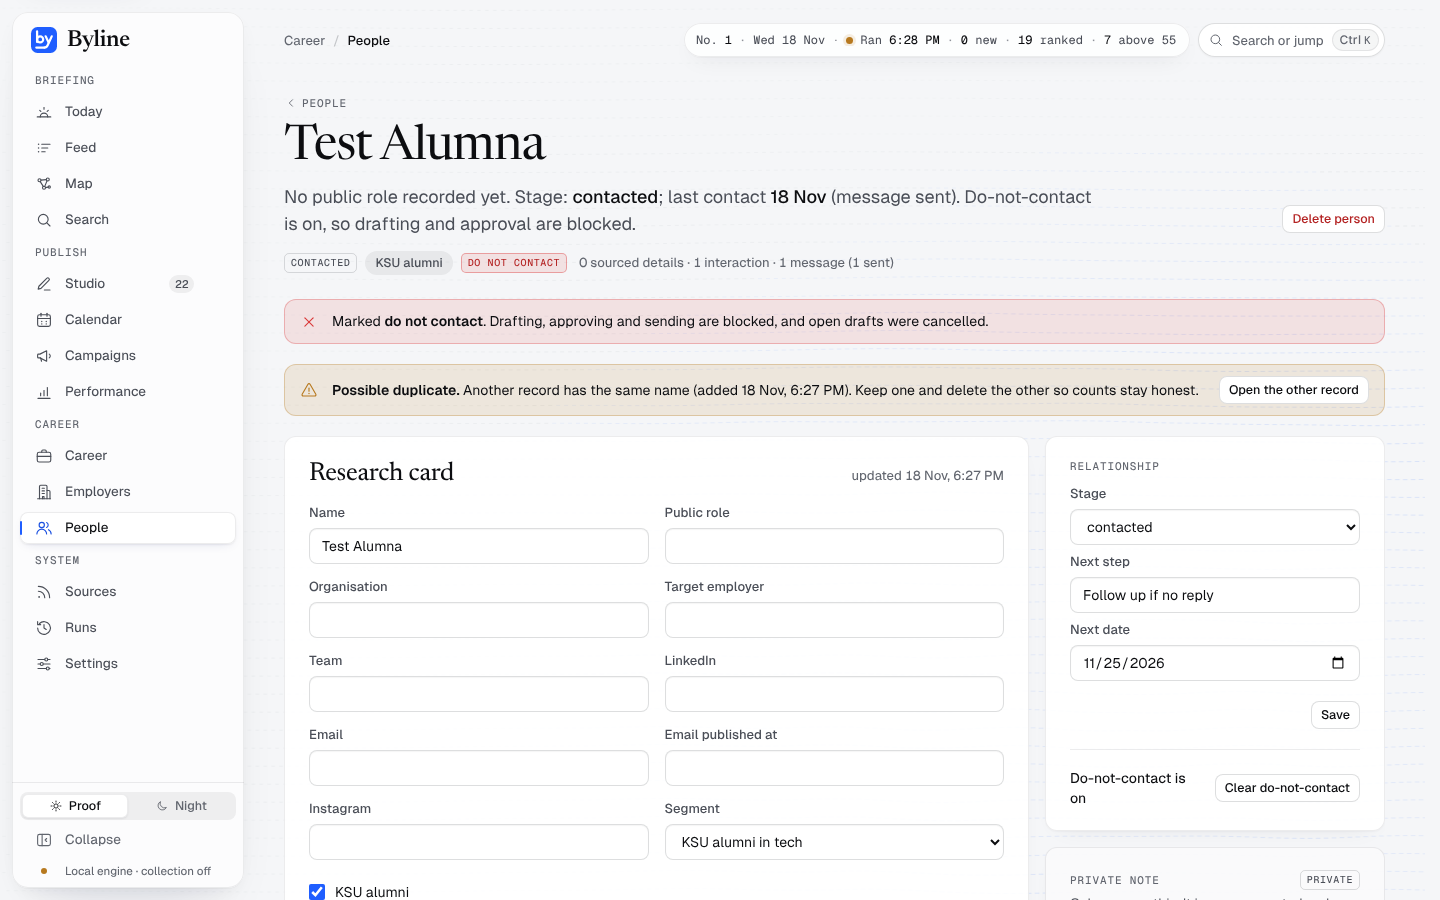 by Byline
BRIEFING
Today
Feed
Map
Search
PUBLISH
Studio 22
Calendar
Campaigns
Performance
CAREER
Career
Employers
People
SYSTEM
Sources
Runs
Settings
Proof Night
Collapse
Local engine · collection off
Career / People
No. 1 · Wed 18 Nov · Ran 6:28 PM · 0 new · 19 ranked · 7 above 55
Search or jump Ctrl K
PEOPLE
Test Alumna
No public role recorded yet. Stage: contacted; last contact 18 Nov (message sent). Do-not-contact
is on, so drafting and approval are blocked.
Delete person
CONTACTED KSU alumni DO NOT CONTACT 0 sourced details · 1 interaction · 1 message (1 sent)
Marked do not contact. Drafting, approving and sending are blocked, and open drafts were cancelled.
Possible duplicate. Another record has the same name (added 18 Nov, 6:27 PM). Keep one and delete the other so counts stay honest.
Open the other record
Research card
updated 18 Nov, 6:27 PM
Name
Public role
Test Alumna
Organisation
Target employer
Team
LinkedIn
Email
Email published at
Instagram
Segment
KSU alumni in tech
KSU alumni
RELATIONSHIP
Stage
contacted
Next step
Follow up if no reply
Next date
11/25/2026
Save
Do-not-contact is
on
Clear do-not-contact
PRIVATE NOTE
PRIVATE